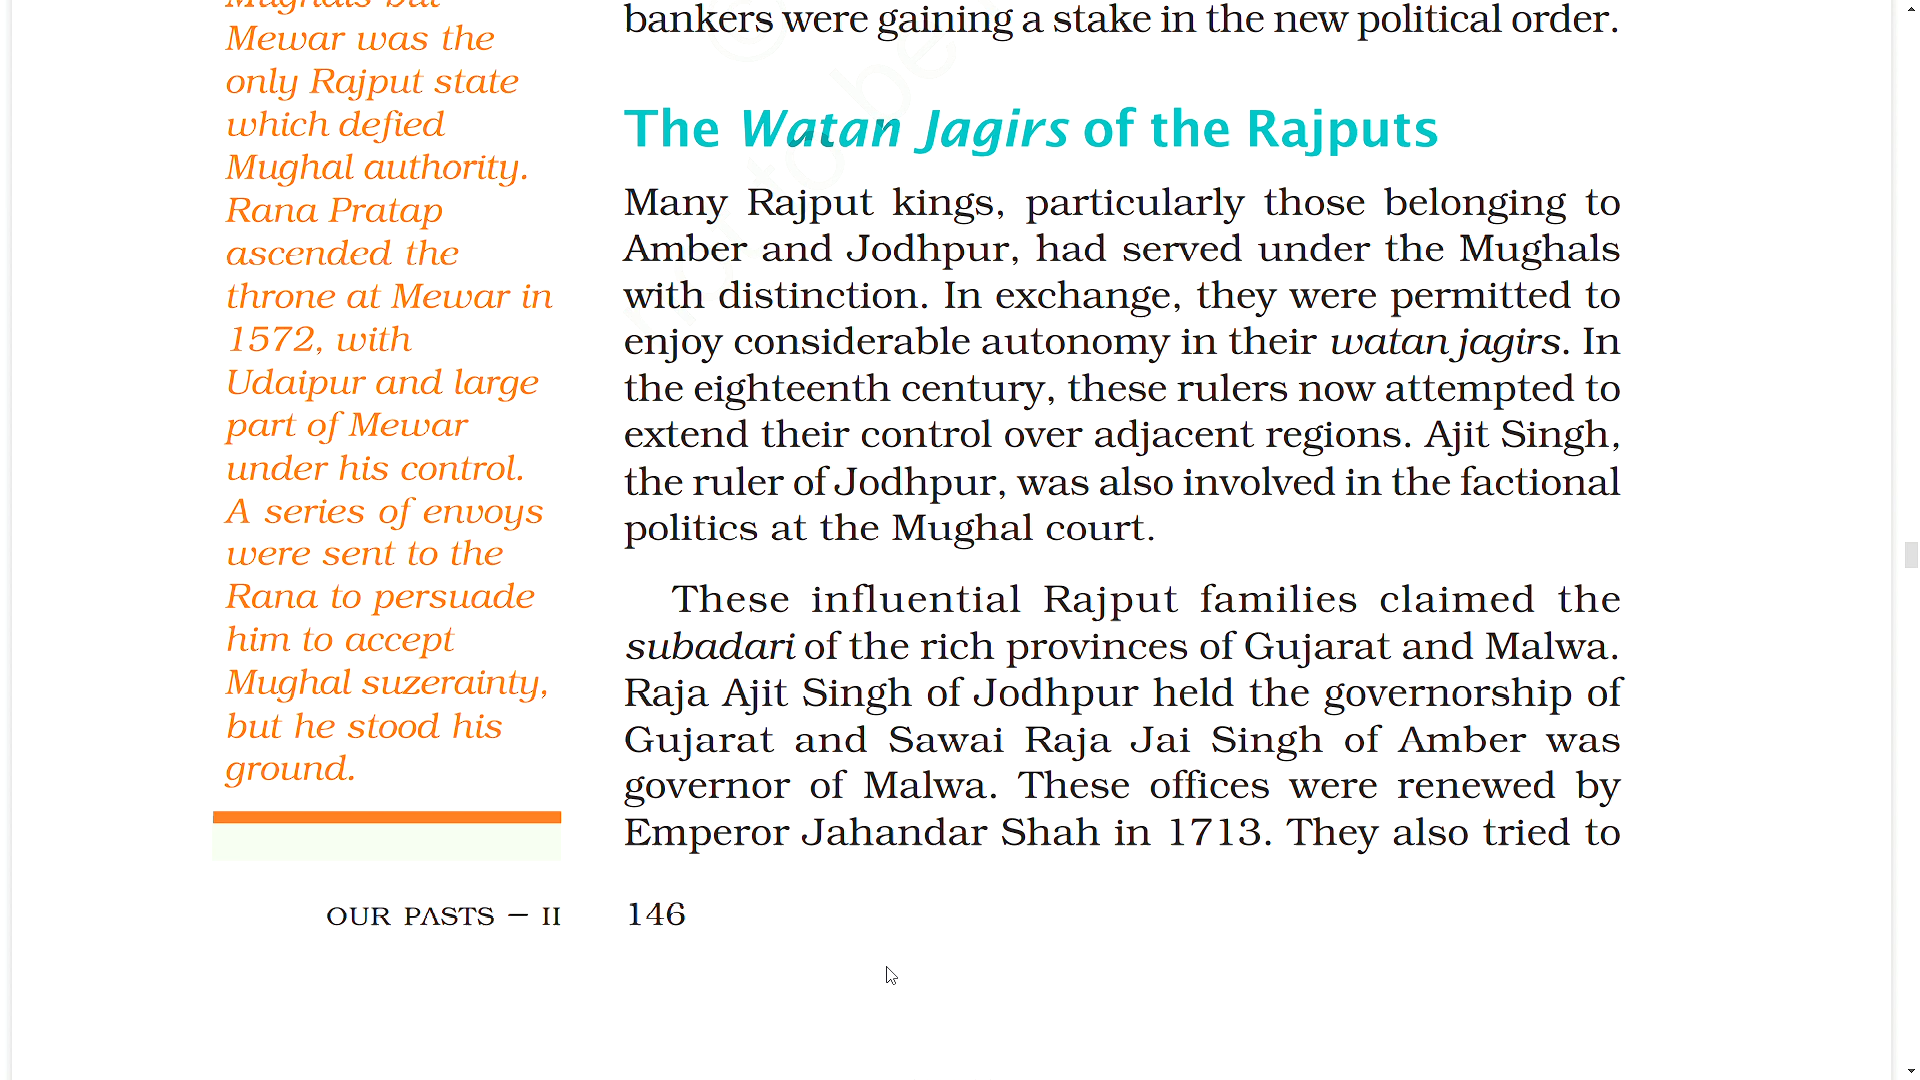 Mughals but
Mewar was the
only Rajput state
which defied
Mughal authority.
Rana Pratap
ascended the
throne at Mewar in
1572, with
Udaipur and large
part of Mewar
under his control.
A series of envoys
were sent to the
Rana to persuade
him to accept
Mughal suzerainty,
but he stood his
ground.
bankers were gaining a stake in the new political order.
The Watan Jagirs of the Rajputs
Many Rajput kings, particularly those belonging to
Amber and Jodhpur, had served under the Mughals
with distinction. In exchange, they were permitted to
enjoy considerable autonomy in their watan jagirs. In
the eighteenth century, these rulers now attempted to
extend their control over adjacent regions. Ajit Singh,
the ruler of Jodhpur, was also involved in the factional
politics at the Mughal court.
These influential Rajput families claimed the
subadari of the rich provinces of Gujarat and Malwa.
Raja Ajit Singh of Jodhpur held the governorship of
Gujarat and Sawai Raja Jai Singh of Amber was
governor of Malwa. These offices were renewed by
Emperor Jahandar Shah in 1713. They also tried to
OUR PASTS – II 146